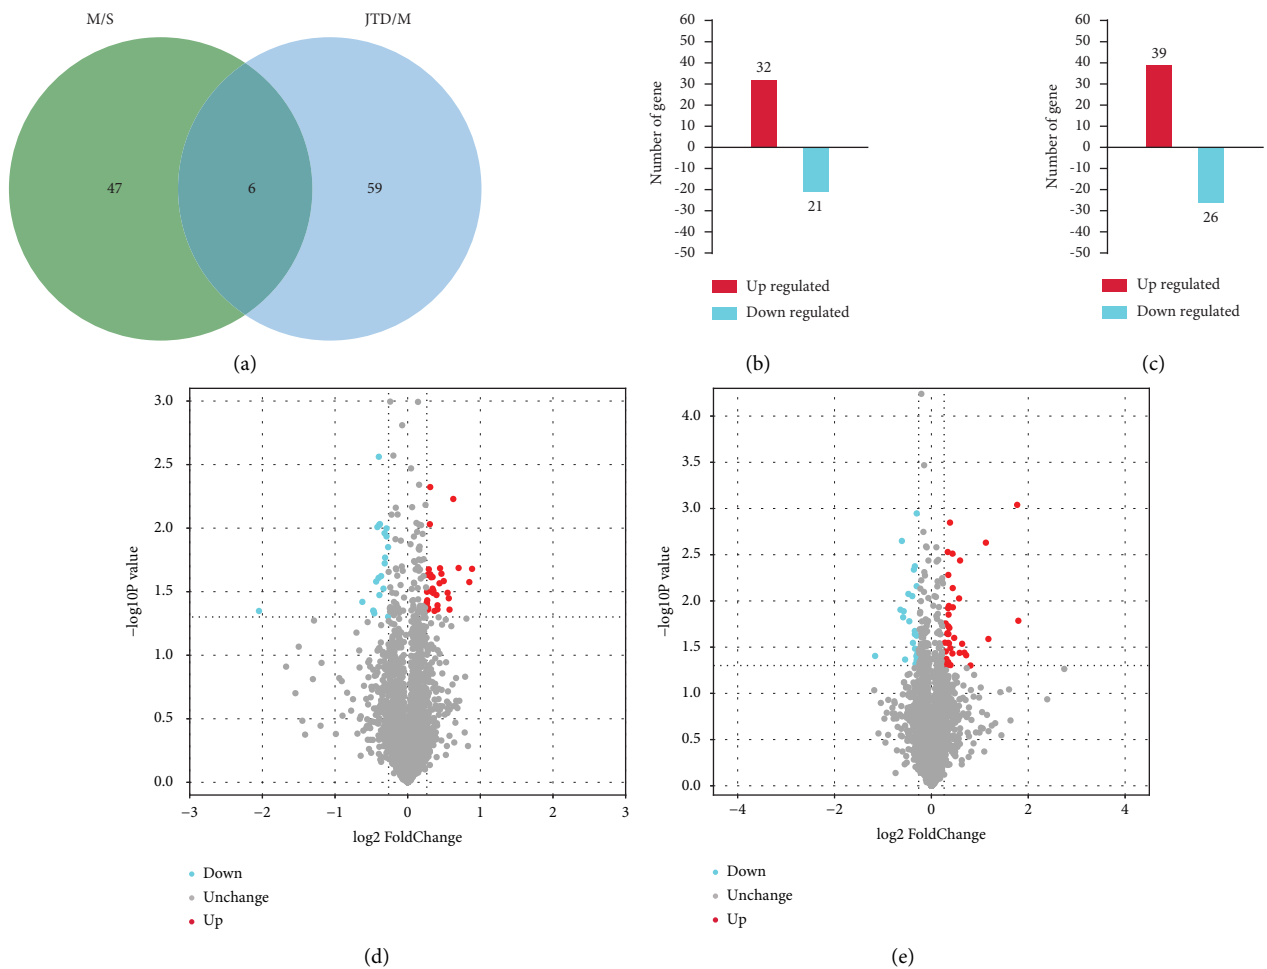 M/S
JTD/M
47
6
59
(a)
Number of gene
60
50
40
30
20
10
0
-10
-20
-30
-40
-50
32
21
Up regulated
Down regulated
(b)
Number of gene
60
50
40
30
20
10
0
-10
-20
-30
-40
-50
39
26
Up regulated
Down regulated
(c)
−log10P value
3.0
2.5
2.0
1.5
1.0
0.5
0.0
−3
−2
−1
0
1
2
3
log2 FoldChange
Down
Unchange
Up
(d)
−log10P value
4.0
3.5
3.0
2.5
2.0
1.5
1.0
0.5
0.0
−4
−2
0
2
4
log2 FoldChange
Down
Unchange
Up
(e)